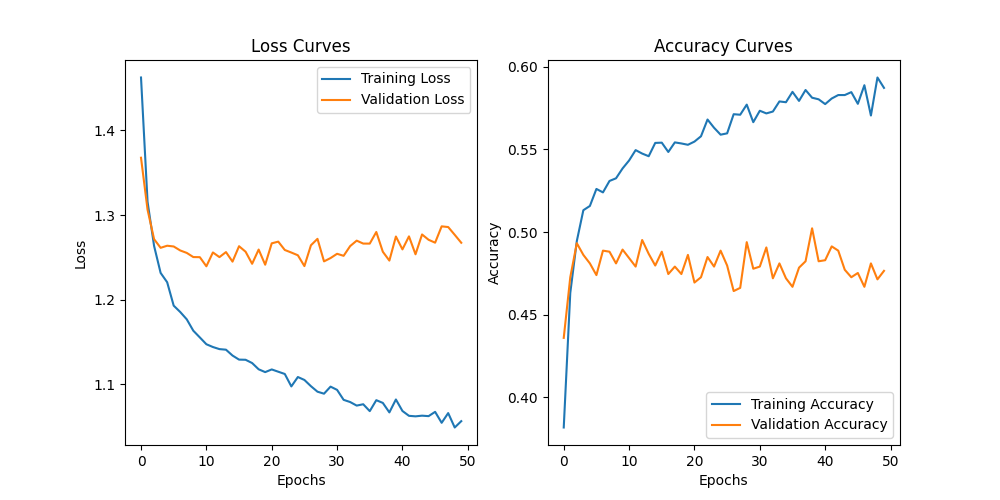 Loss Curves
Training Loss
Validation Loss
1.4
1.3
1.2
1.1
Loss
0 10 20 30 40 50
Epochs
Accuracy Curves
0.60
0.55
0.50
0.45
0.40
Accuracy
Training Accuracy
Validation Accuracy
0 10 20 30 40 50
Epochs